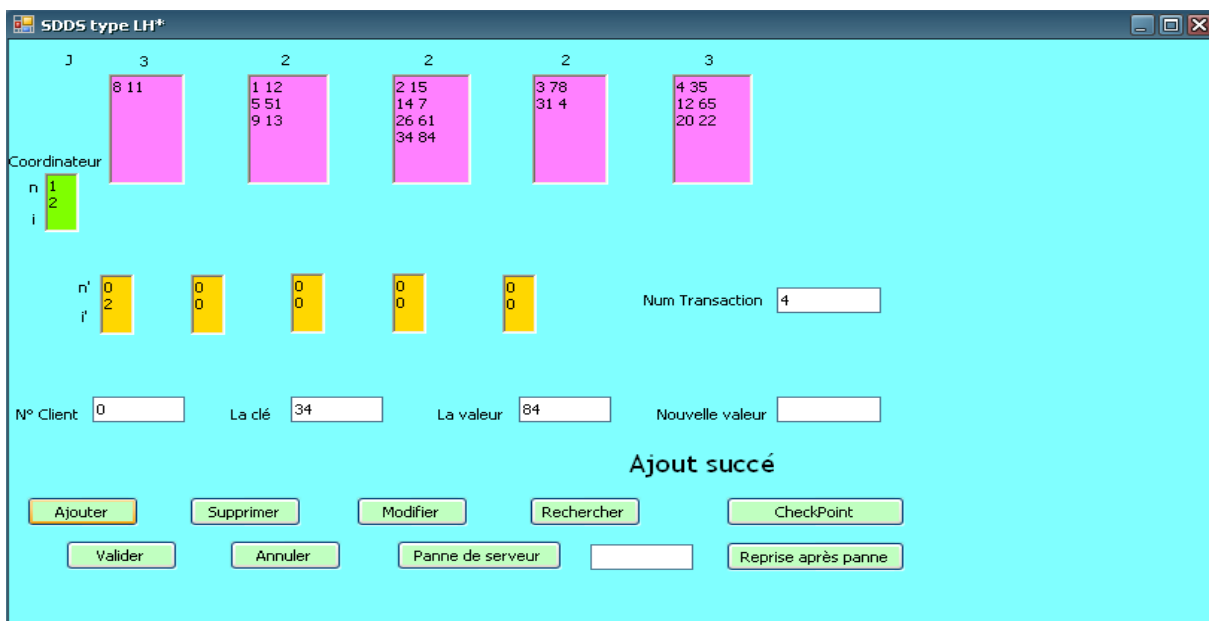 SDDS type LH*
J 3 2 2 2 3
8 11
1 12
5 51
9 13
2 15
14 7
26 61
34 84
3 78
31 4
4 35
12 65
20 22
Coordinateur
n 1
i 2
n' 0 0 0 0 0
i' 2 0 0 0 0
Num Transaction 4
N° Client 0 La clé 34 La valeur 84 Nouvelle valeur
Ajout succé
Ajouter Supprimer Modifier Rechercher CheckPoint
Valider Annuler Panne de serveur Reprise après panne